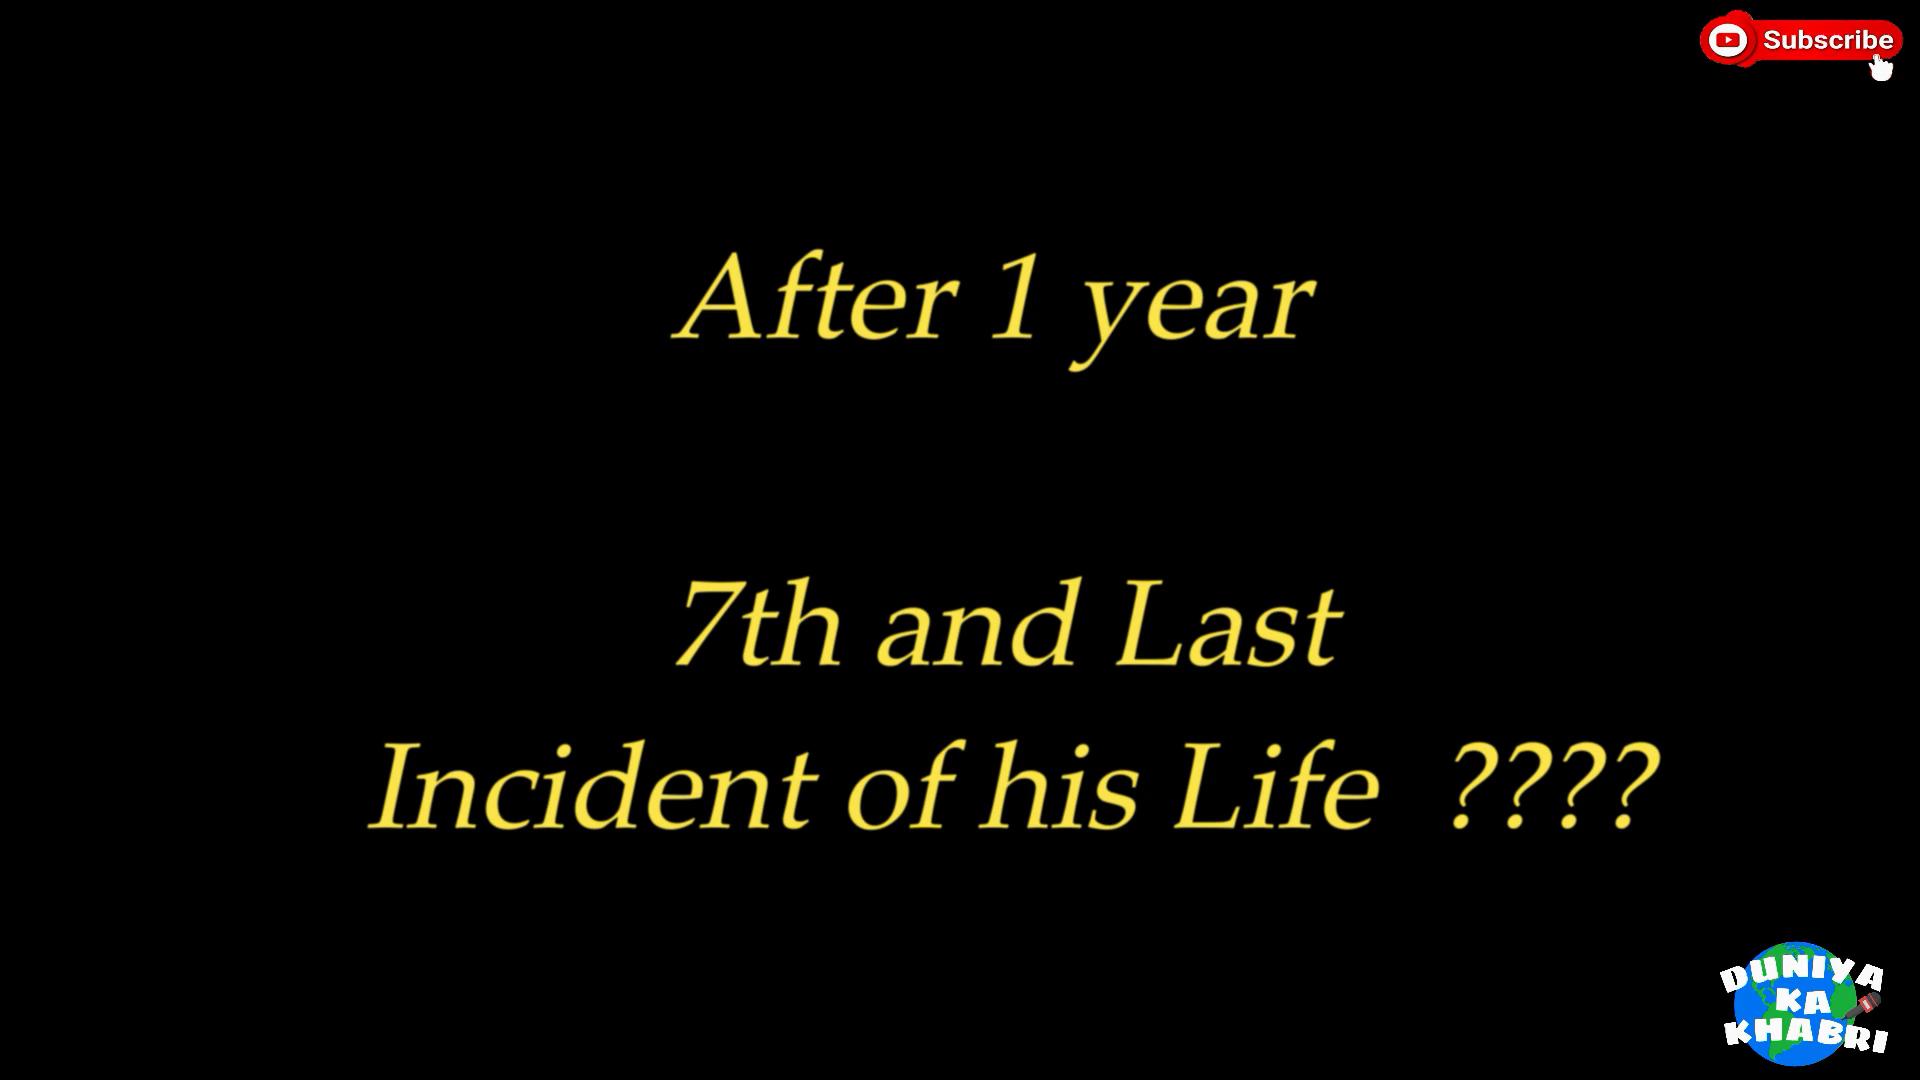 Subscribe
After 1 year
7th and Last
Incident of his Life ????
DUNIYA
KA
KHABRI